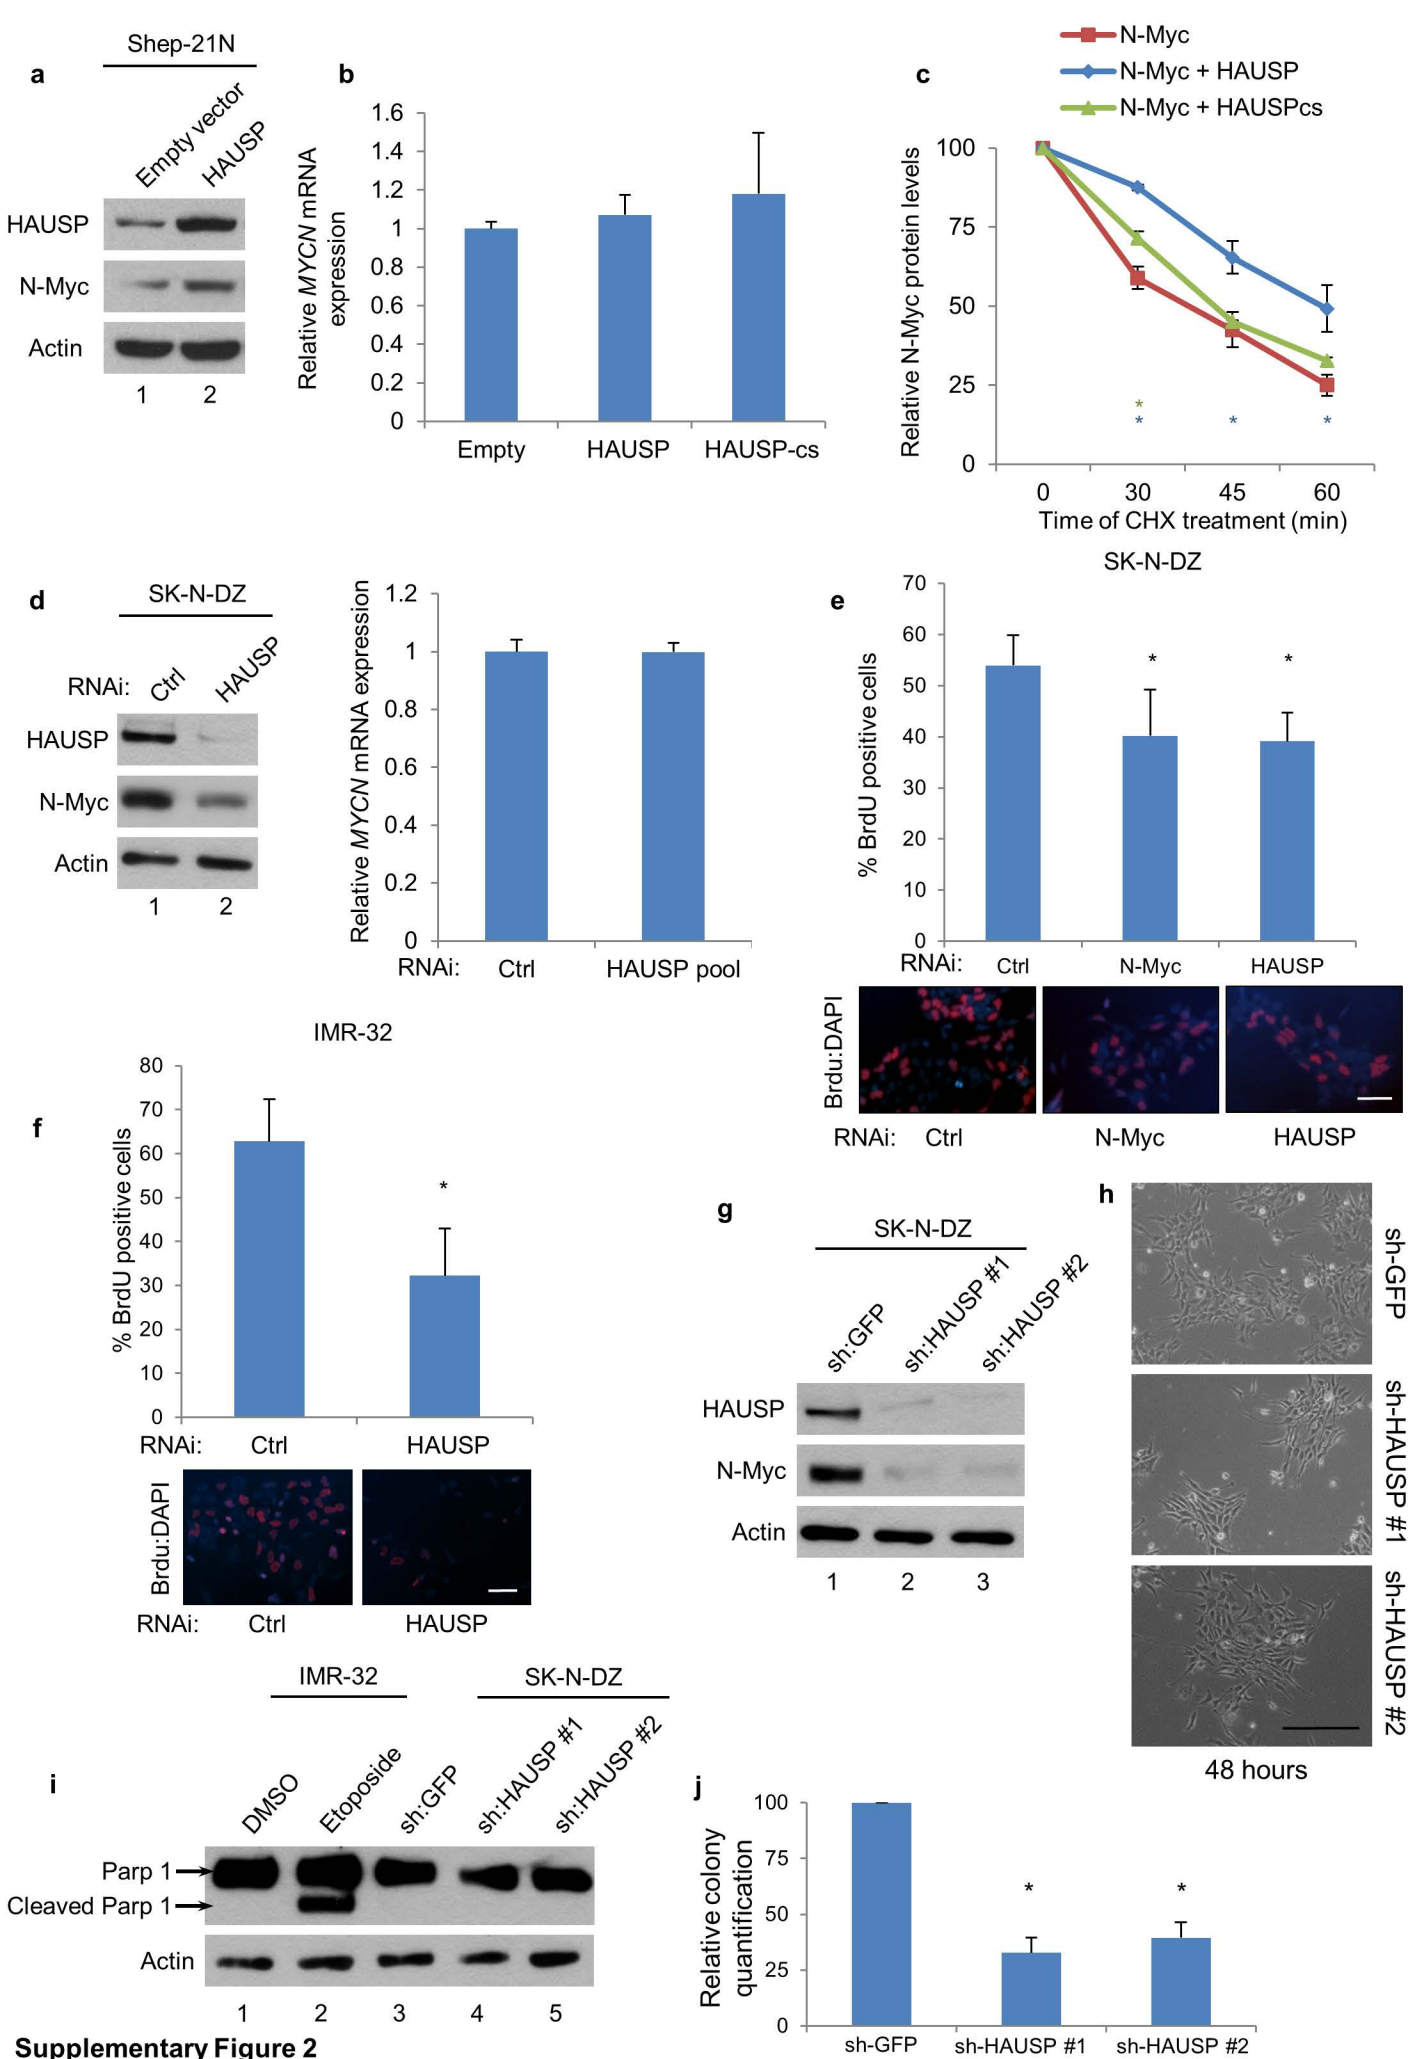 a
Shep-21N
Empty vector
HAUSP
HAUSP
N-Myc
Actin
1 2
b
Relative MYCN mRNA
expression
1.6
1.4
1.2
1
0.8
0.6
0.4
0.2
0
Empty HAUSP HAUSP-cs
c
N-Myc
N-Myc + HAUSP
N-Myc + HAUSPcs
Relative N-Myc protein levels
100
75
50
25
0
*
* * *
0 30 45 60
Time of CHX treatment (min)
d
SK-N-DZ
RNAi: Ctrl HAUSP
HAUSP
N-Myc
Actin
1 2
Relative MYCN mRNA expression
1.2
1
0.8
0.6
0.4
0.2
0
RNAi: Ctrl HAUSP pool
e
SK-N-DZ
% BrdU positive cells
70
60
50
40
30
20
10
0
* *
RNAi: Ctrl N-Myc HAUSP
Brdu:DAPI
RNAi: Ctrl N-Myc HAUSP
f
IMR-32
% BrdU positive cells
80
70
60
50
40
30
20
10
0
*
RNAi: Ctrl HAUSP
Brdu:DAPI
RNAi: Ctrl HAUSP
g
SK-N-DZ
sh:GFP
sh:HAUSP #1
sh:HAUSP #2
HAUSP
N-Myc
Actin
1 2 3
h
sh-GFP
sh-HAUSP #1
sh-HAUSP #2
48 hours
i
IMR-32 SK-N-DZ
DMSO
Etoposide
sh:GFP
sh:HAUSP #1
sh:HAUSP #2
Parp 1
Cleaved Parp 1
Actin
1 2 3 4 5
j
Relative colony
quantification
100
75
50
25
0
* *
sh-GFP sh-HAUSP #1 sh-HAUSP #2
Supplementary Figure 2